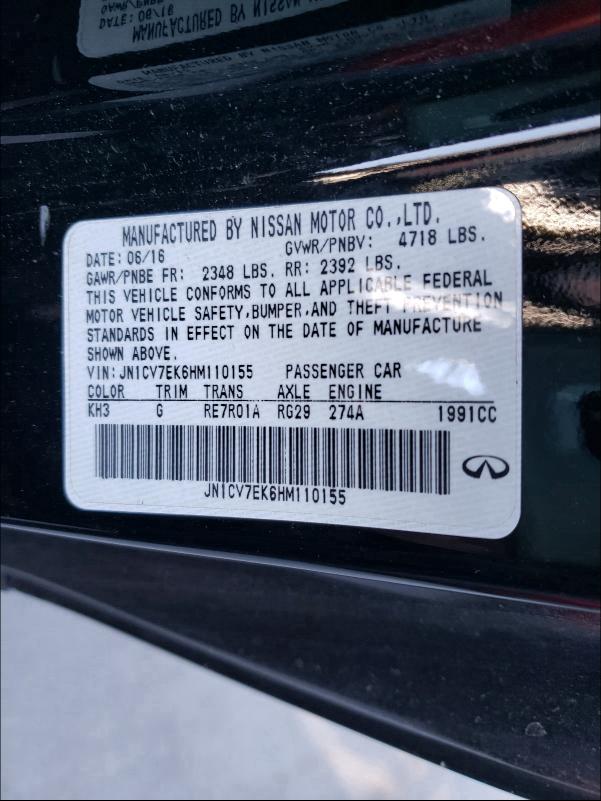 MANUFACTURED BY NISSAN MOTOR CO.,LTD.
DATE: 06/16 GVWR/PNBV: 4718 LBS.
GAWR/PNBE FR: 2348 LBS. RR: 2392 LBS.
THIS VEHICLE CONFORMS TO ALL APPLICABLE FEDERAL
MOTOR VEHICLE SAFETY,BUMPER,AND THEFT PREVENTION
STANDARDS IN EFFECT ON THE DATE OF MANUFACTURE
SHOWN ABOVE.
VIN:JN1CV7EK6HM110155 PASSENGER CAR
COLOR TRIM TRANS AXLE ENGINE
KH3 G RE7R01A RG29 274A 1991CC
JN1CV7EK6HM110155